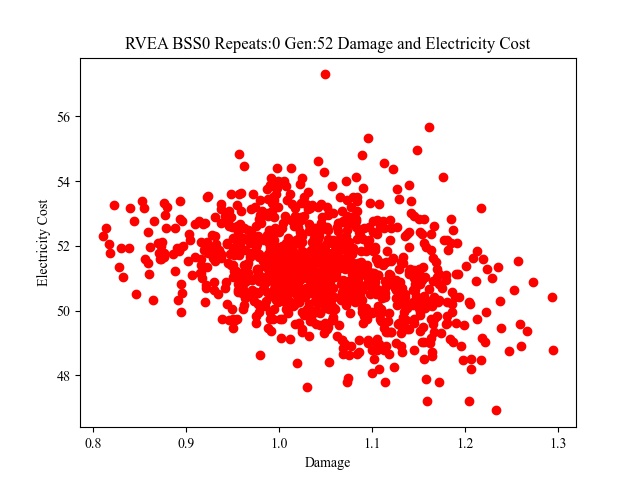 RVEA BSS0 Repeats:0 Gen:52 Damage and Electricity Cost
56
54
52
50
48
Electricity Cost
0.8 0.9 1.0 1.1 1.2 1.3
Damage